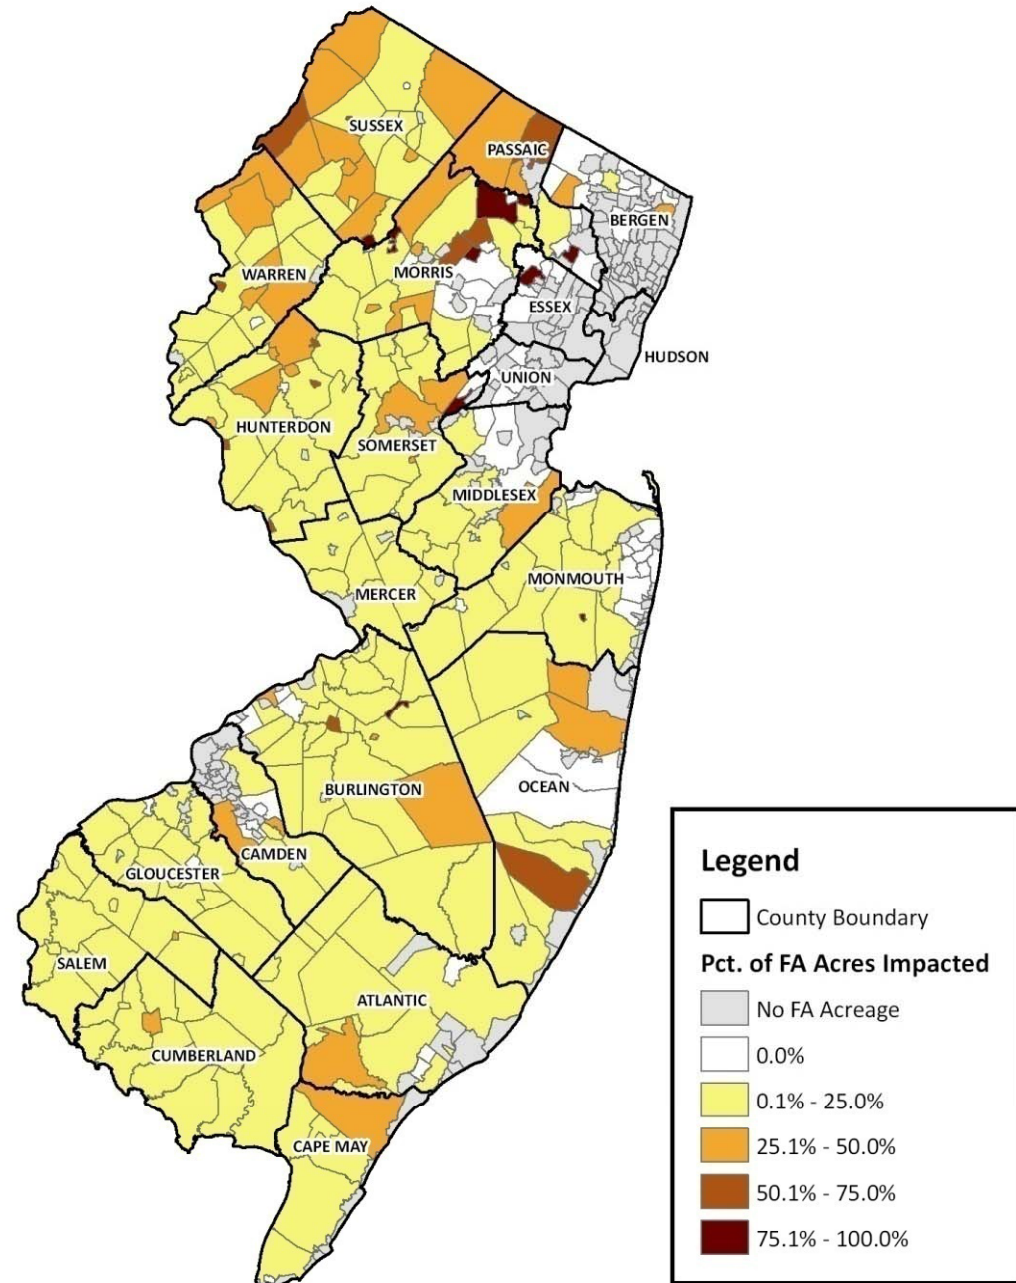 SUSSEX
PASSAIC
BERGEN
WARREN
MORRIS
ESSEX
HUDSON
UNION
HUNTERDON
SOMERSET
MIDDLESEX
MONMOUTH
MERCER
OCEAN
BURLINGTON
CAMDEN
GLOUCESTER
SALEM
ATLANTIC
CUMBERLAND
CAPE MAY
Legend
County Boundary
Pct. of FA Acres Impacted
No FA Acreage
0.0%
0.1% - 25.0%
25.1% - 50.0%
50.1% - 75.0%
75.1% - 100.0%